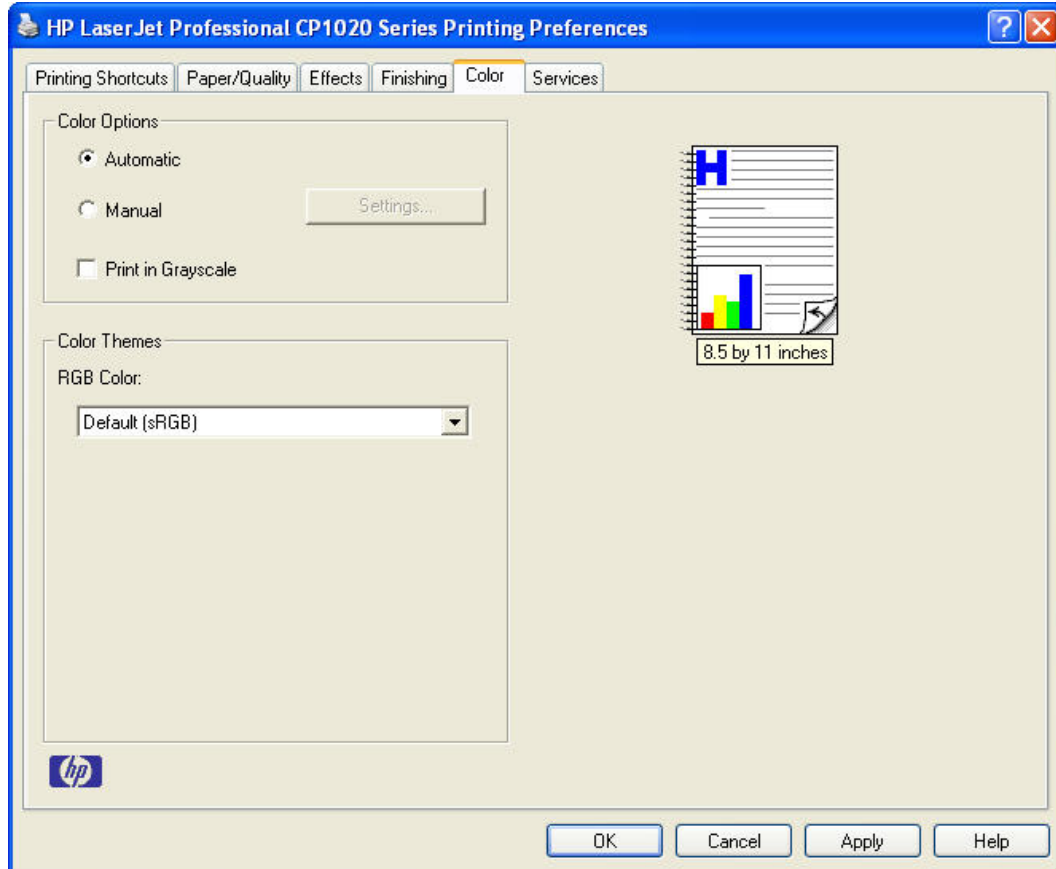 HP LaserJet Professional CP1020 Series Printing Preferences
Printing Shortcuts Paper/Quality Effects Finishing Color Services
Color Options
Automatic
Manual Settings....
Print in Grayscale
H
8.5 by 11 inches
Color Themes
RGB Color:
Default (sRGB)
hp
OK Cancel Apply Help